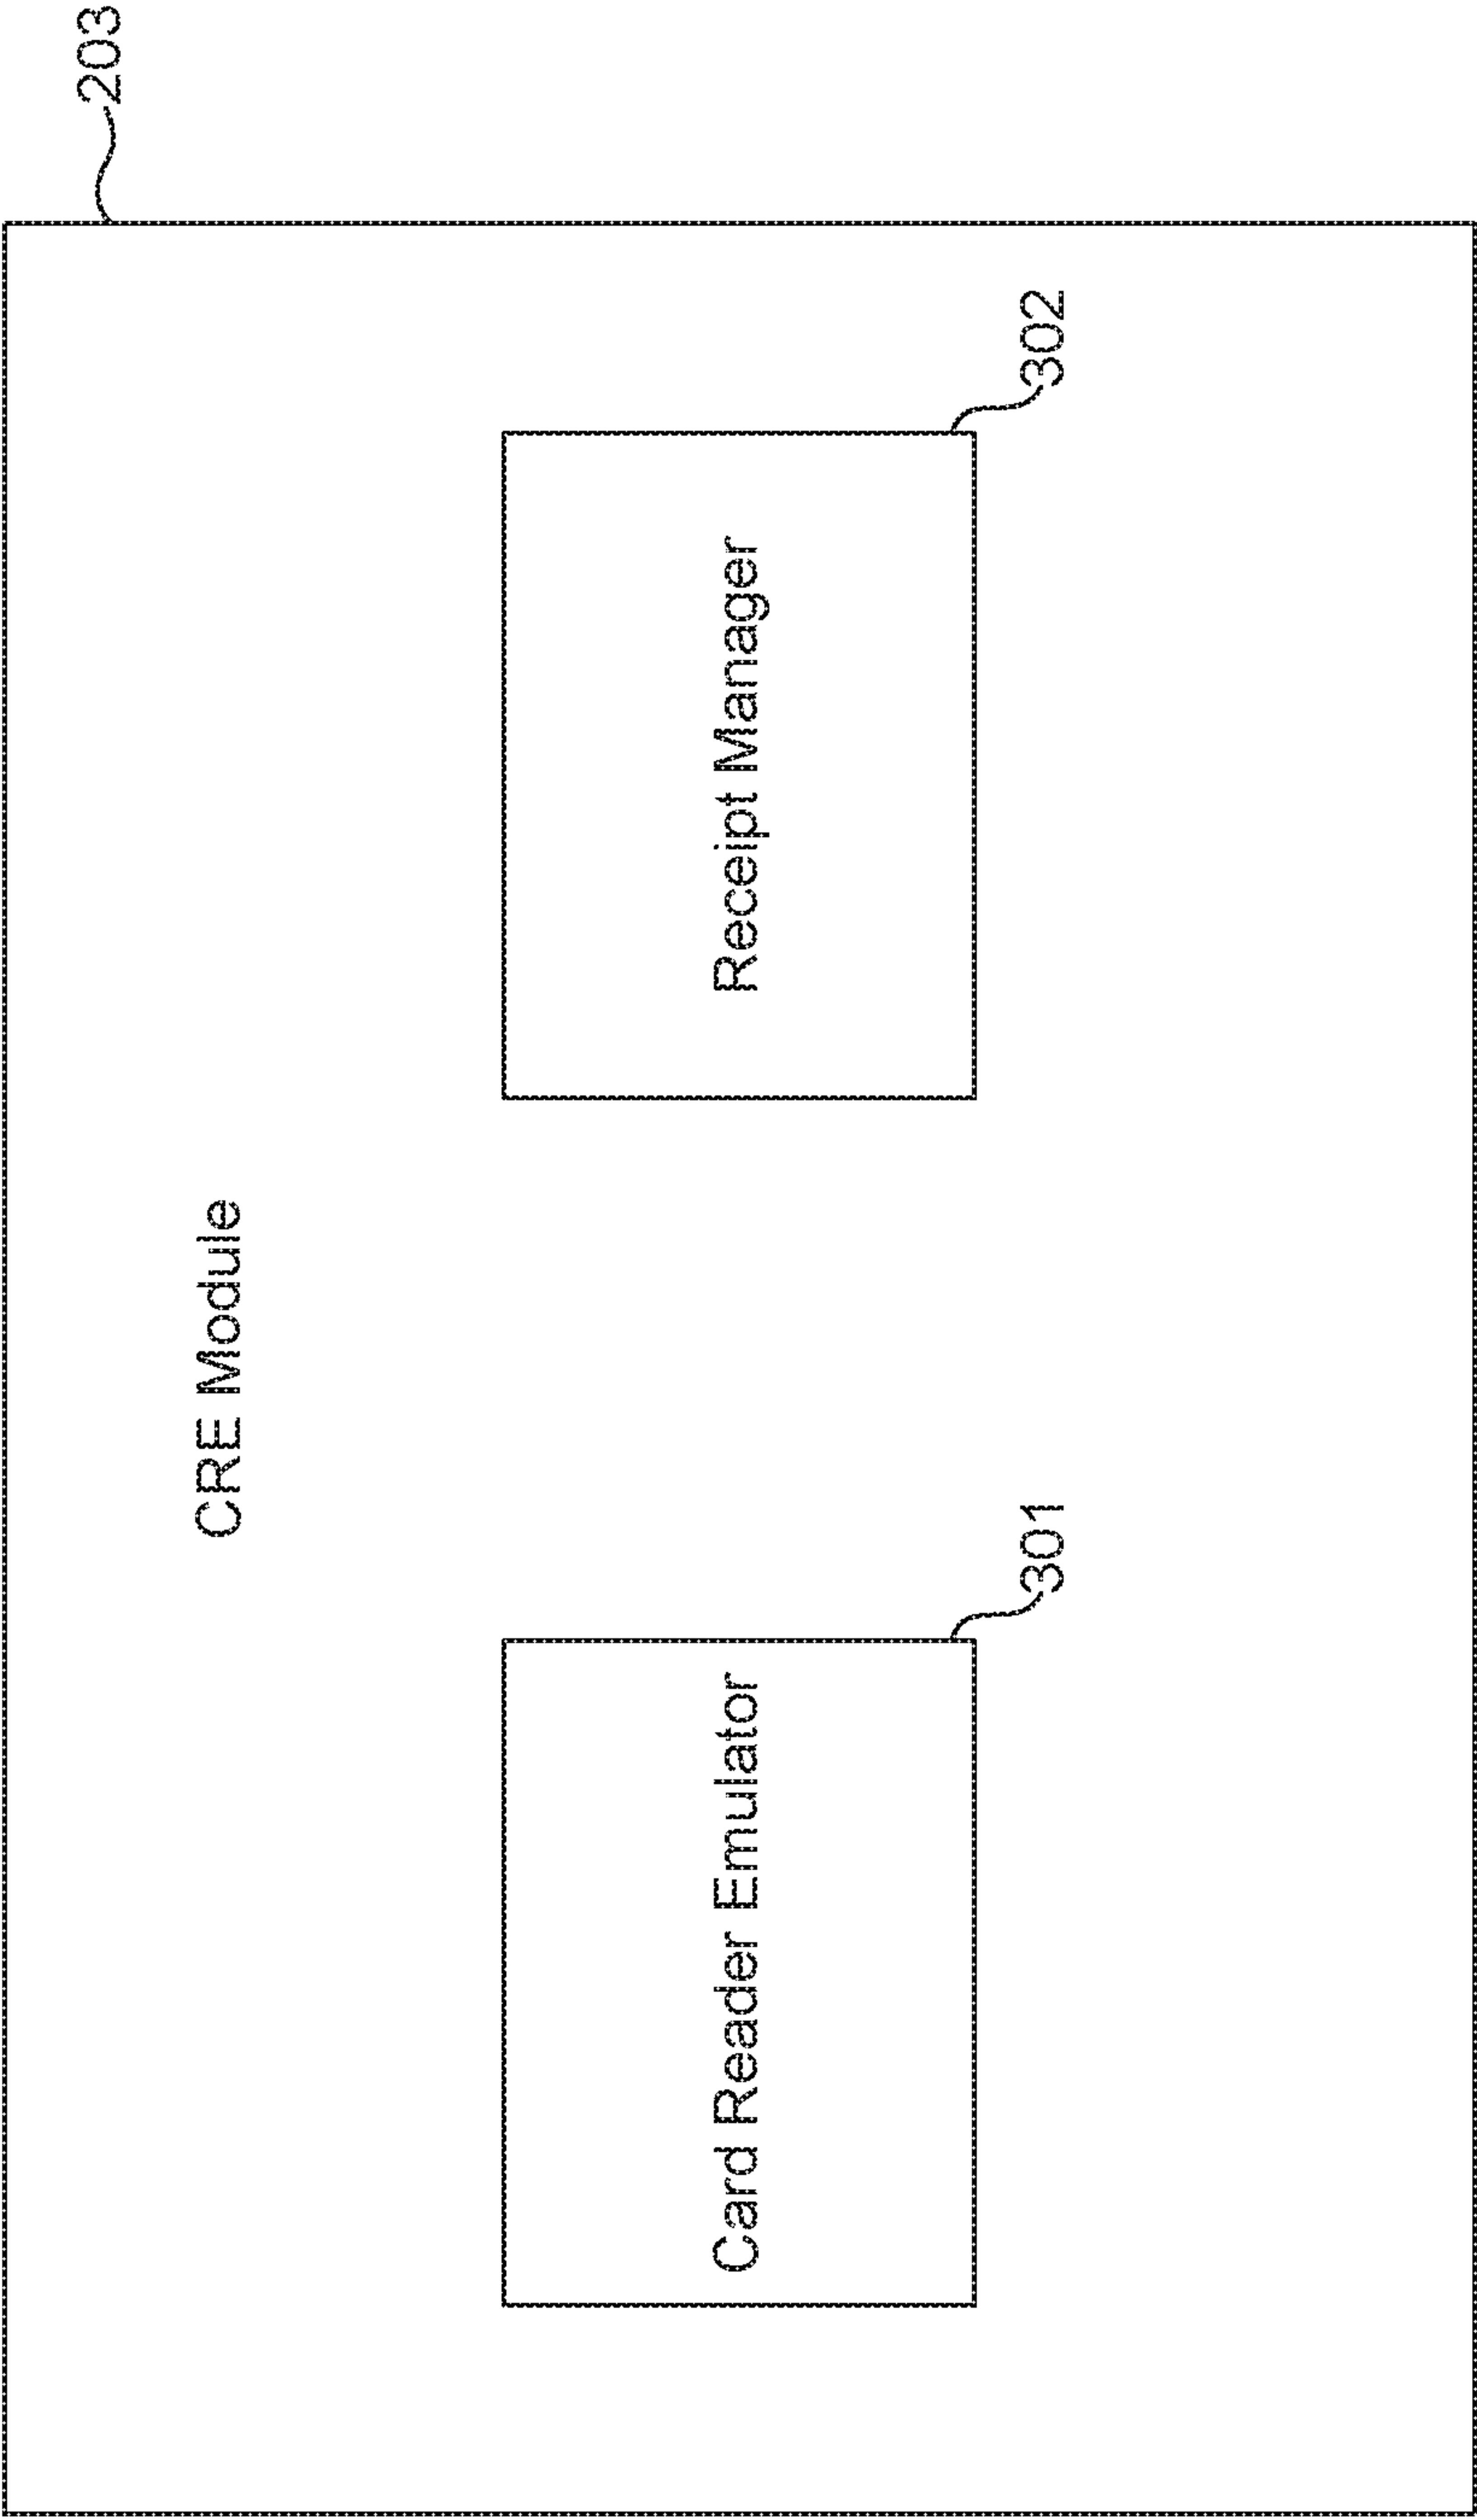 203
CRE Module
Card Reader Emulator
301
Receipt Manager
302